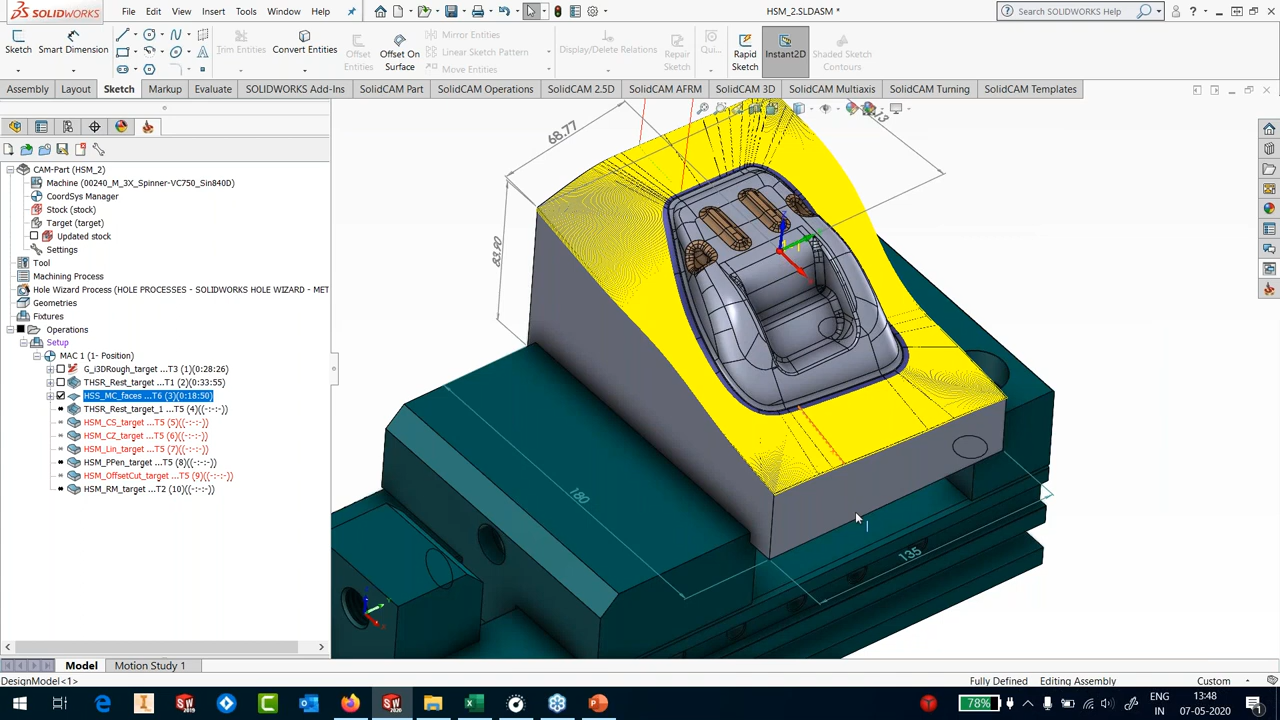 SOLIDWORKS
File Edit View Insert Tools Window Help
HSM_2.SLDASM *
Search SOLIDWORKS Help
Sketch
Smart Dimension
Trim Entities
Convert Entities
Offset Entities
Offset On Surface
Mirror Entities
Linear Sketch Pattern
Move Entities
Display/Delete Relations
Repair Sketch
Qui...
Rapid Sketch
Instant2D
Shaded Sketch Contours
Assembly Layout Sketch Markup Evaluate SOLIDWORKS Add-Ins SolidCAM Part SolidCAM Operations SolidCAM 2.5D SolidCAM AFRM SolidCAM 3D SolidCAM Multiaxis SolidCAM Turning SolidCAM Templates
CAM-Part (HSM_2)
Machine (00240_M_3X_Spinner-VC750_Sin840D)
CoordSys Manager
Stock (stock)
Target (target)
Updated stock
Settings
Tool
Machining Process
Hole Wizard Process (HOLE PROCESSES - SOLIDWORKS HOLE WIZARD - MET
Geometries
Fixtures
Operations
Setup
MAC 1 (1- Position)
G_i3DRough_target ...T3 (1)(0:28:26)
THSR_Rest_target ...T1 (2)(0:33:55)
HSS_MC_faces ...T6 (3)(0:18:50)
THSR_Rest_target_1 ...T5 (4)((-:-:-)
HSM_CS_target ...T5 (5)((-:-:-)
HSM_CZ_target ...T5 (6)((-:-:-)
HSM_Lin_target ...T5 (7)((-:-:-)
HSM_PPen_target ...T5 (8)((-:-:-)
HSM_OffsetCut_target ...T5 (9)((-:-:-)
HSM_RM_target ...T2 (10)((-:-:-)
68.77
83.90
180
135
Model Motion Study 1
DesignModel<1>
Fully Defined Editing Assembly Custom
78%
ENG
IN
13:48
07-05-2020